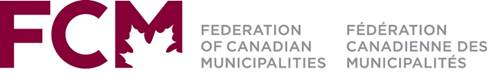 FCM
FEDERATION
OF CANADIAN
MUNICIPALITIES
FÉDÉRATION
CANADIENNE DES
MUNICIPALITÉS